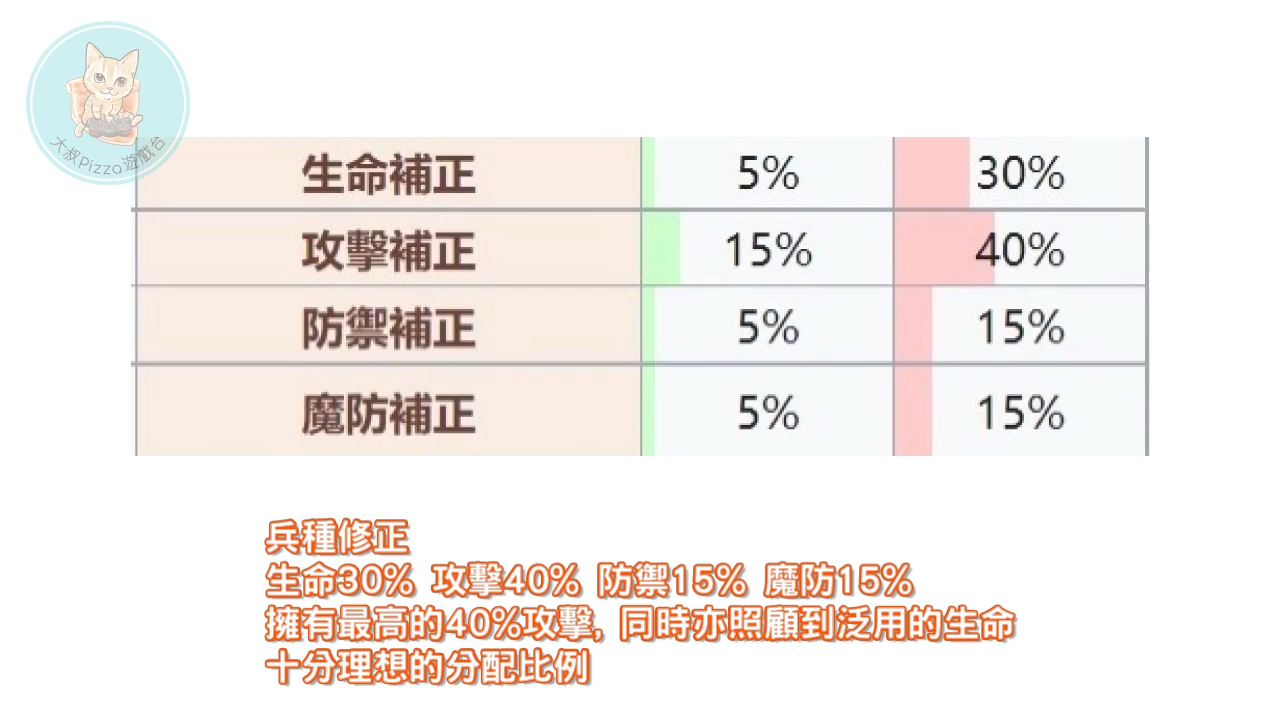 大叔Pizza遊戲台
生命補正 5% 30%
攻擊補正 15% 40%
防禦補正 5% 15%
魔防補正 5% 15%
兵種修正
生命30% 攻擊40% 防禦15% 魔防15%
擁有最高的40%攻擊, 同時亦照顧到泛用的生命
十分理想的分配比例